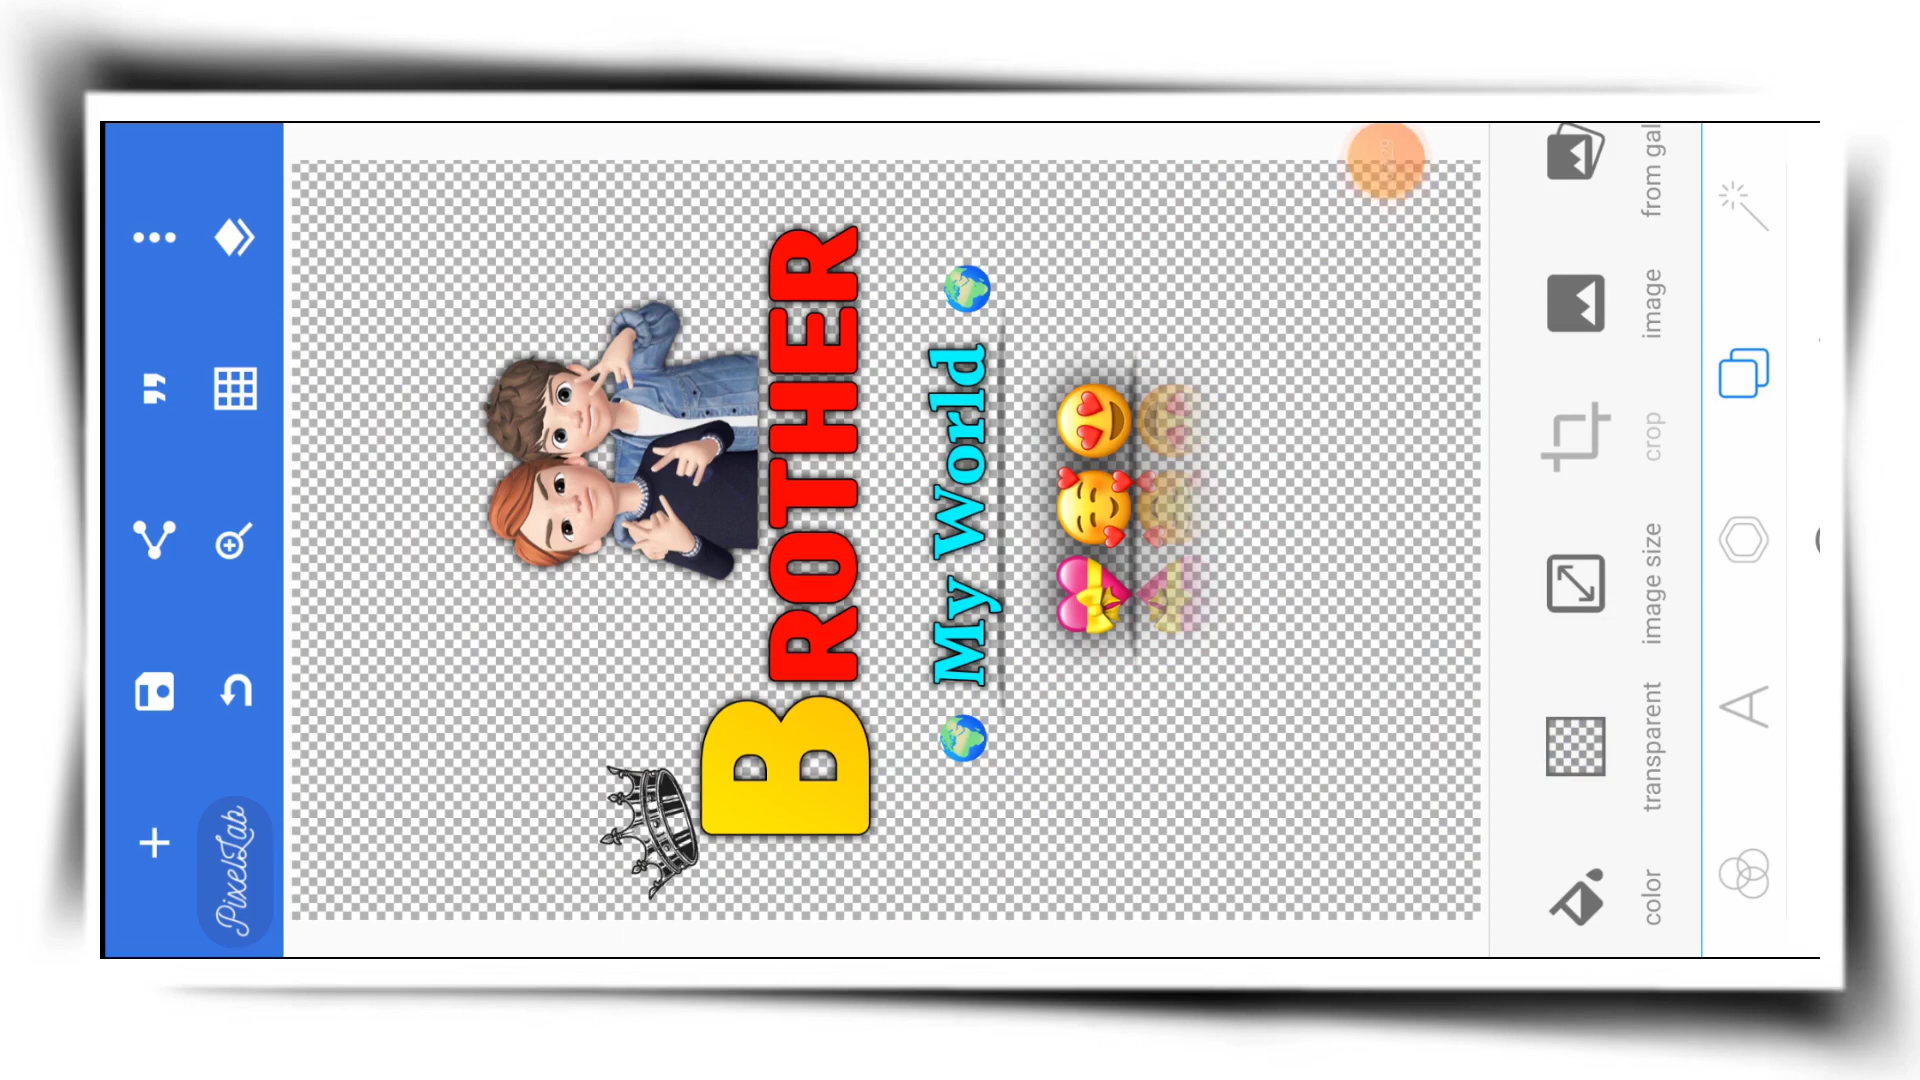 PixelLab
BROTHER
My World
color
transparent
image size
crop
image
from gal